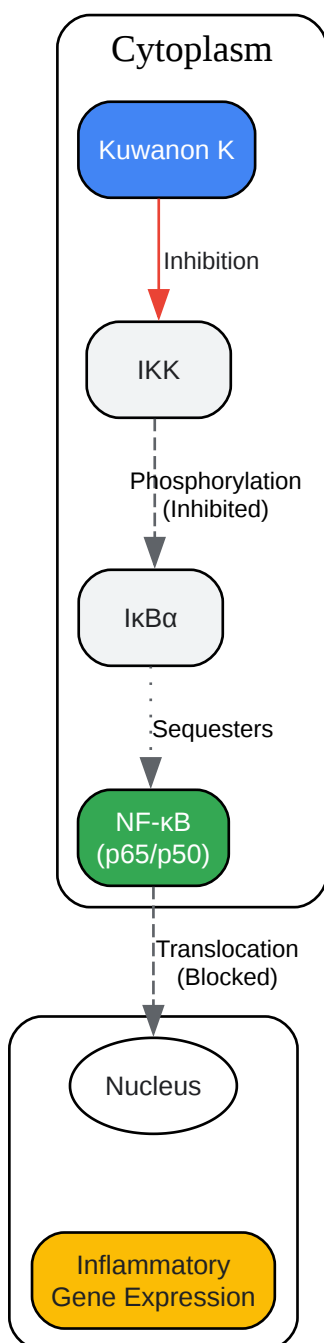 Cytoplasm
Kuwanon K
Inhibition
IKK
Phosphorylation
(Inhibited)
IκBα
Sequesters
NF-κB
(p65/p50)
Translocation
(Blocked)
Nucleus
Inflammatory
Gene Expression